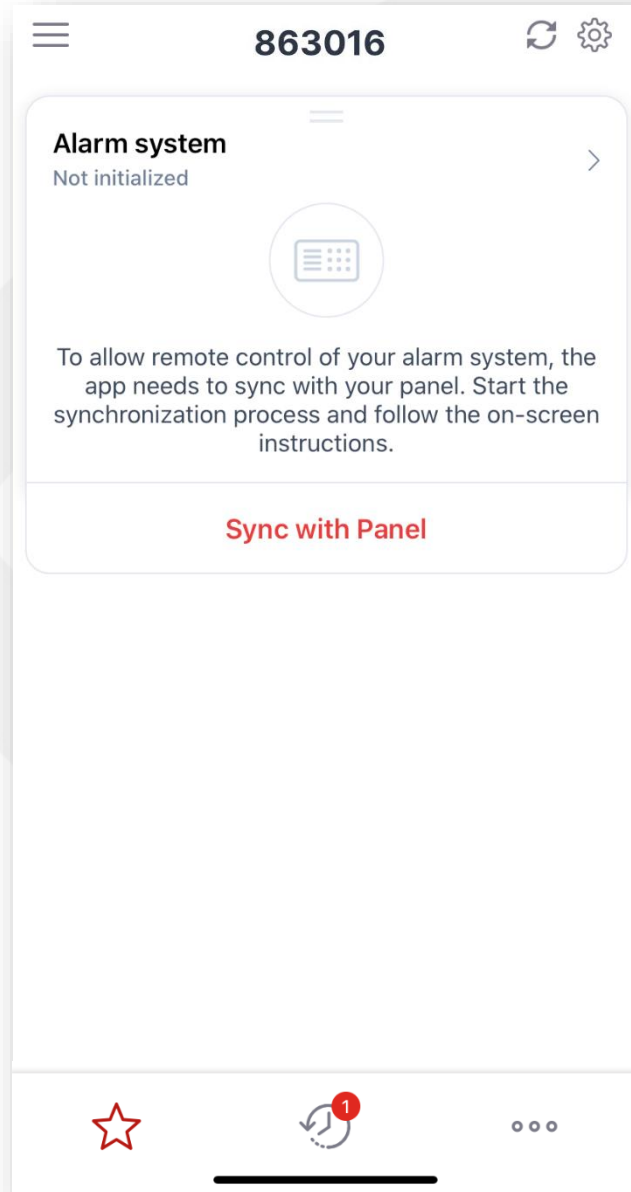 863016
Alarm system
Not initialized
To allow remote control of your alarm system, the
app needs to sync with your panel. Start the
synchronization process and follow the on-screen
instructions.
Sync with Panel
1